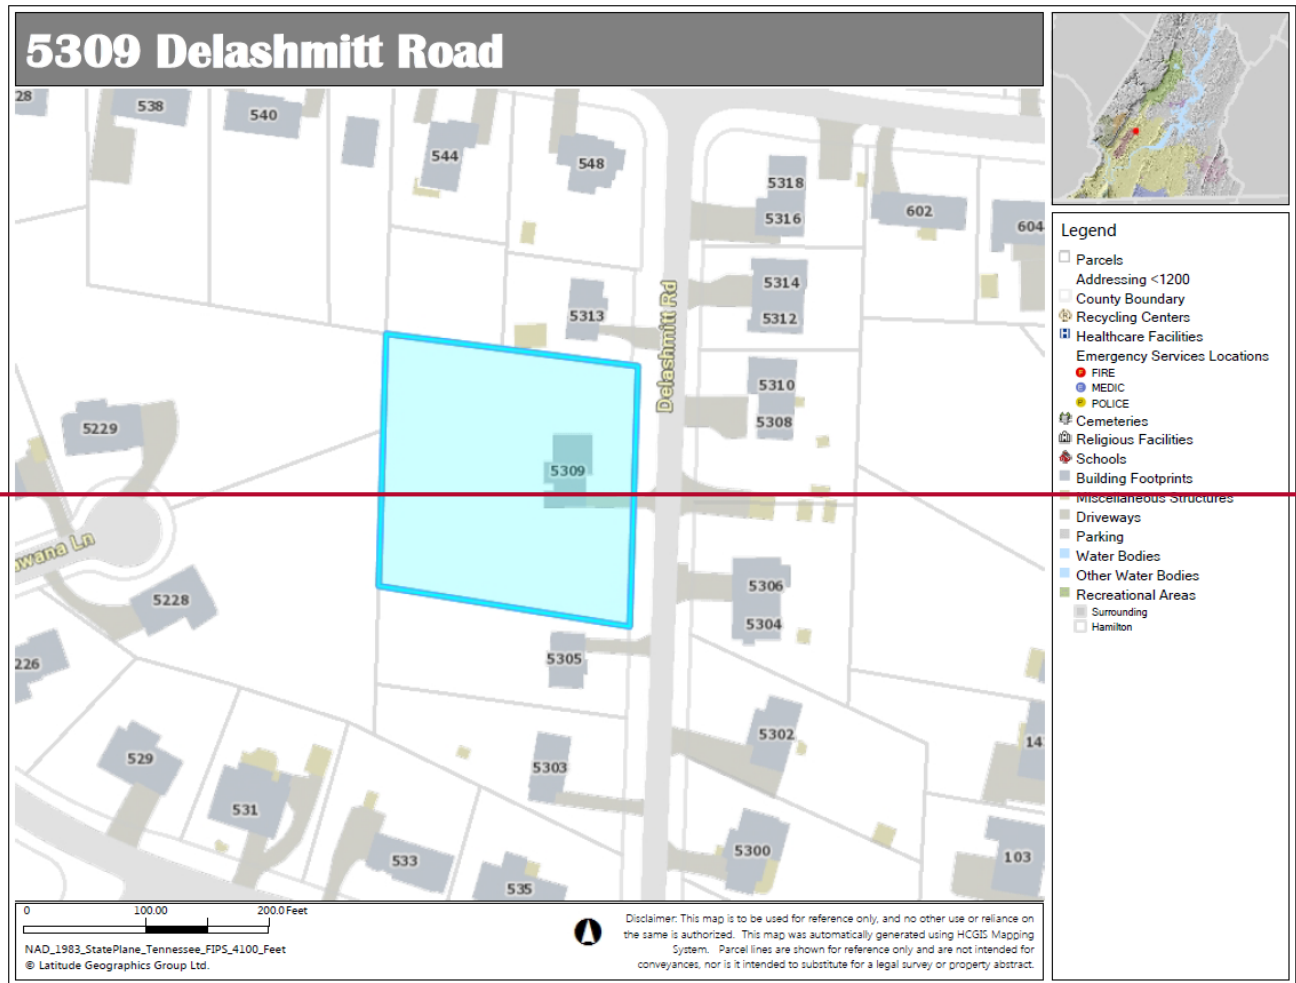 5309 Delashmitt Road
28
538
540
544
548
5318
5316
602
604
5314
5312
5313
Delashmitt Rd
5310
5308
5229
5309
5228
5306
5304
5305
226
5302
14
529
5303
531
5300
533
103
535
Legend
Parcels
Addressing <1200
County Boundary
Recycling Centers
Healthcare Facilities
Emergency Services Locations
FIRE
MEDIC
POLICE
Cemeteries
Religious Facilities
Schools
Building Footprints
Miscellaneous Structures
Driveways
Parking
Water Bodies
Other Water Bodies
Recreational Areas
Surrounding
Hamilton
0 100.00 200.0 Feet
NAD_1983_StatePlane_Tennessee_FIPS_4100_Feet
© Latitude Geographics Group Ltd.
Disclaimer: This map is to be used for reference only, and no other use or reliance on
the same is authorized. This map was automatically generated using HCGIS Mapping
System. Parcel lines are shown for reference only and are not intended for
conveyances, nor is it intended to substitute for a legal survey or property abstract.